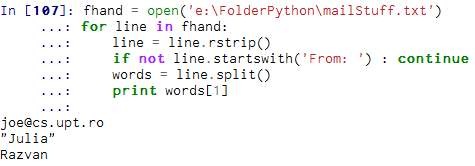 In [107]: fhand = open('e:\FolderPython\mailStuff.txt')
     ...: for line in fhand:
     ...:     line = line.rstrip()
     ...:     if not line.startswith('From: ') : continue
     ...:     words = line.split()
     ...:     print words[1]
     ...:
joe@cs.upt.ro
"Julia"
Razvan